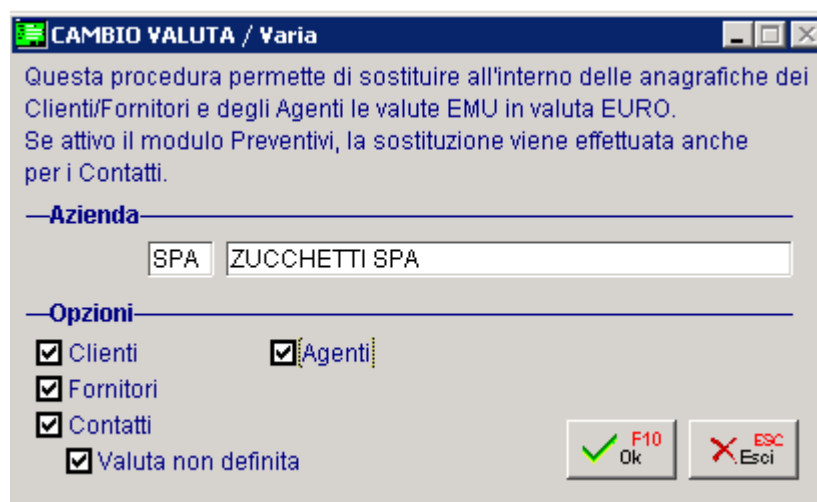 CAMBIO VALUTA / Varia
Questa procedura permette di sostituire all'interno delle anagrafiche dei
Clienti/Fornitori e degli Agenti le valute EMU in valuta EURO.
Se attivo il modulo Preventivi, la sostituzione viene effettuata anche
per i Contatti.
Azienda
SPA ZUCCHETTI SPA
Opzioni
Clienti Agenti
Fornitori
Contatti
Valuta non definita
F10
Ok
ESC
Esci